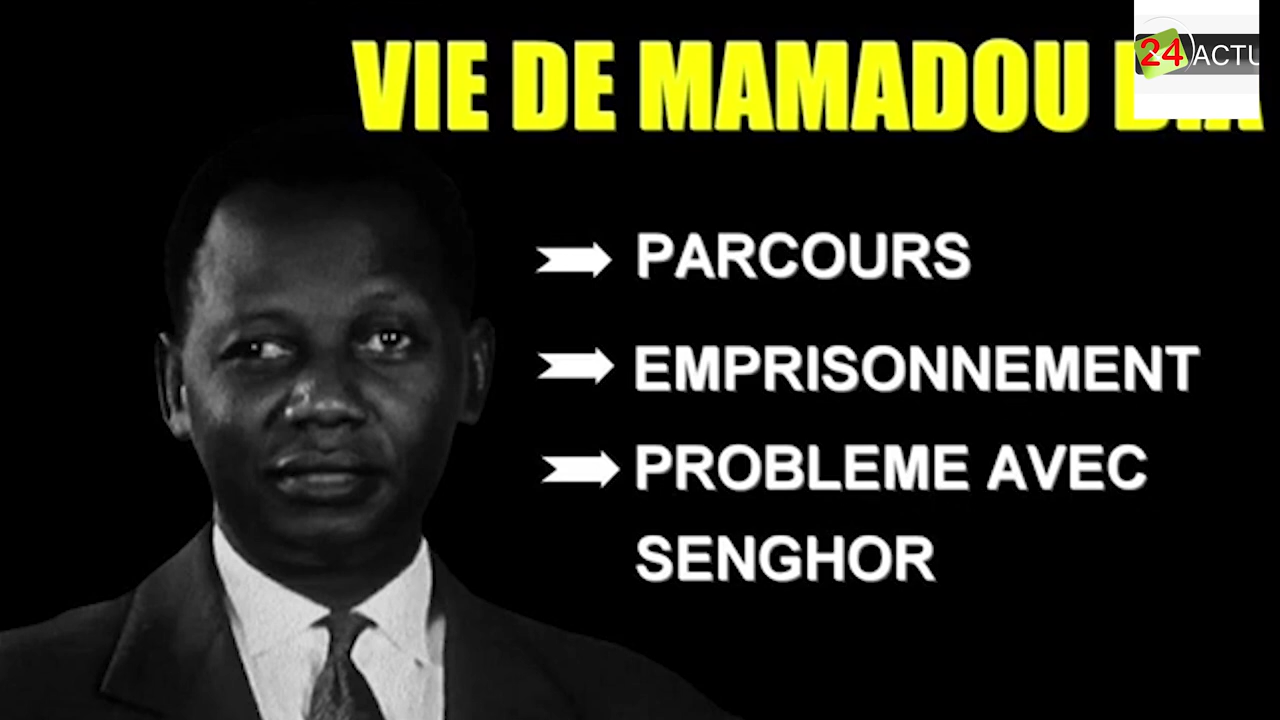 VIE DE MAMADOU
24 ACTU
PARCOURS
EMPRISONNEMENT
PROBLEME AVEC
SENGHOR